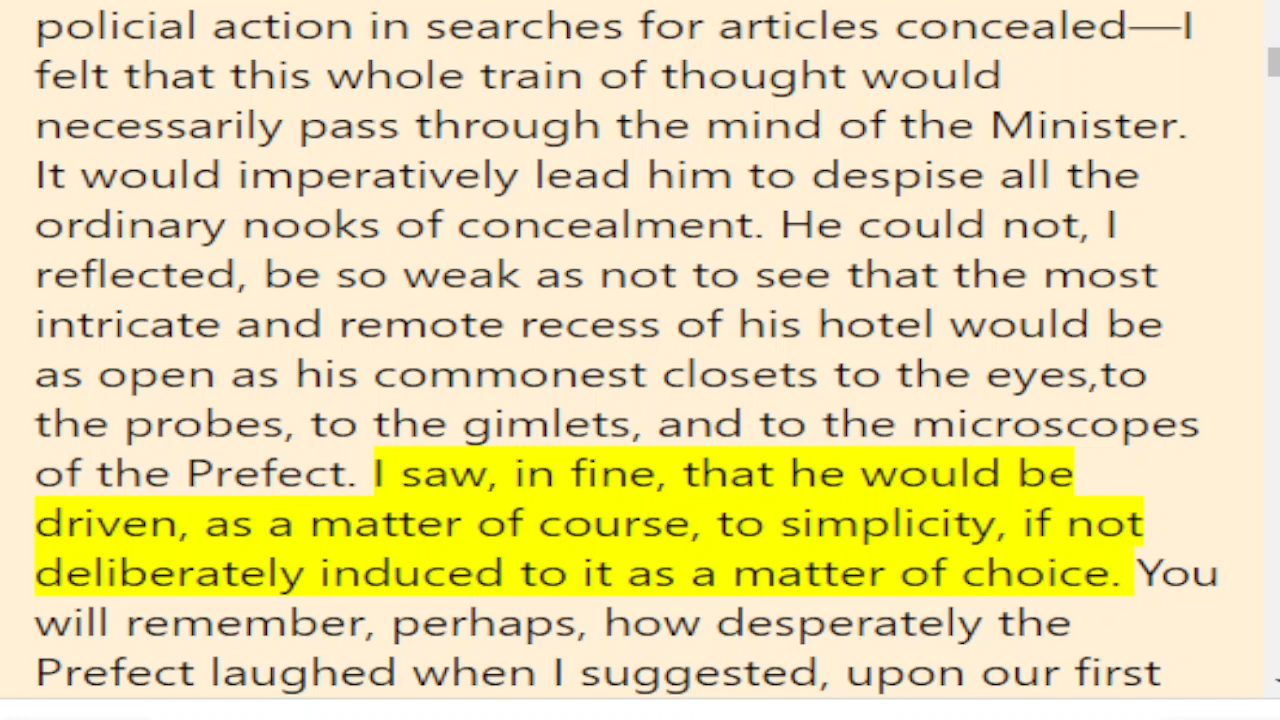 policial action in searches for articles concealed—I
felt that this whole train of thought would
necessarily pass through the mind of the Minister.
It would imperatively lead him to despise all the
ordinary nooks of concealment. He could not, I
reflected, be so weak as not to see that the most
intricate and remote recess of his hotel would be
as open as his commonest closets to the eyes,to
the probes, to the gimlets, and to the microscopes
of the Prefect. I saw, in fine, that he would be
driven, as a matter of course, to simplicity, if not
deliberately induced to it as a matter of choice. You
will remember, perhaps, how desperately the
Prefect laughed when I suggested, upon our first